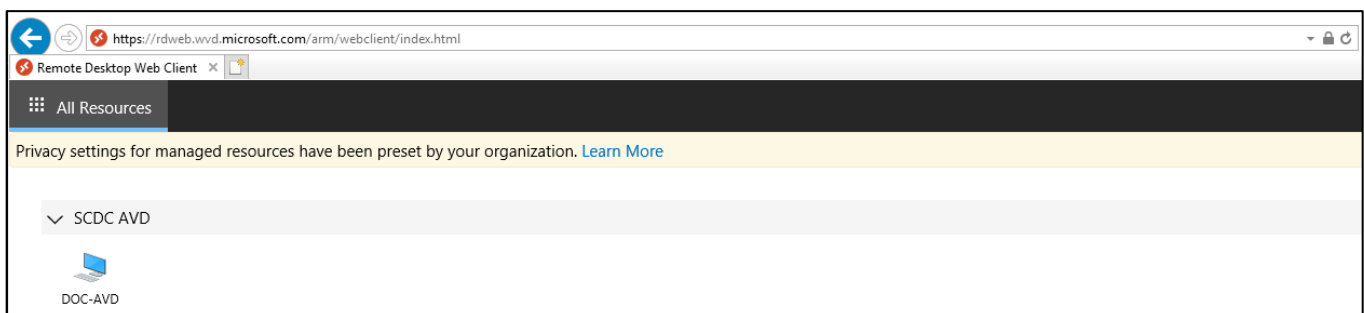 https://rdweb.wvd.microsoft.com/arm/webclient/index.html
Remote Desktop Web Client
All Resources
Privacy settings for managed resources have been preset by your organization. Learn More
SCDC AVD
DOC-AVD